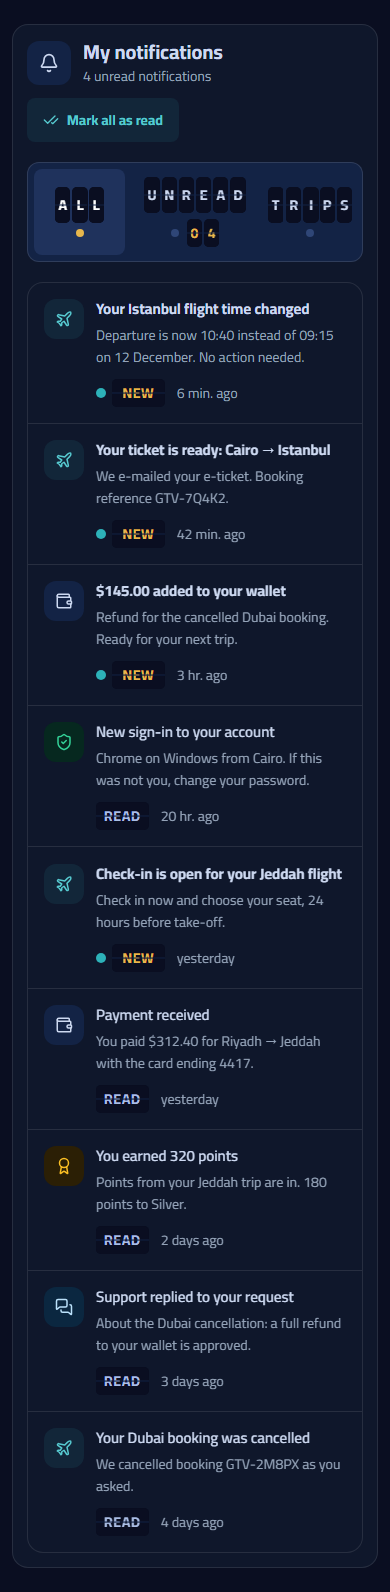 My notifications
4 unread notifications
Mark all as read
ALL
UNREAD
04
TRIPS
Your Istanbul flight time changed
Departure is now 10:40 instead of 09:15
on 12 December. No action needed.
NEW 6 min. ago
Your ticket is ready: Cairo → Istanbul
We e-mailed your e-ticket. Booking
reference GTV-7Q4K2.
NEW 42 min. ago
$145.00 added to your wallet
Refund for the cancelled Dubai booking.
Ready for your next trip.
NEW 3 hr. ago
New sign-in to your account
Chrome on Windows from Cairo. If this
was not you, change your password.
READ 20 hr. ago
Check-in is open for your Jeddah flight
Check in now and choose your seat, 24
hours before take-off.
NEW yesterday
Payment received
You paid $312.40 for Riyadh → Jeddah
with the card ending 4417.
READ yesterday
You earned 320 points
Points from your Jeddah trip are in. 180
points to Silver.
READ 2 days ago
Support replied to your request
About the Dubai cancellation: a full refund
to your wallet is approved.
READ 3 days ago
Your Dubai booking was cancelled
We cancelled booking GTV-2M8PX as you
asked.
READ 4 days ago